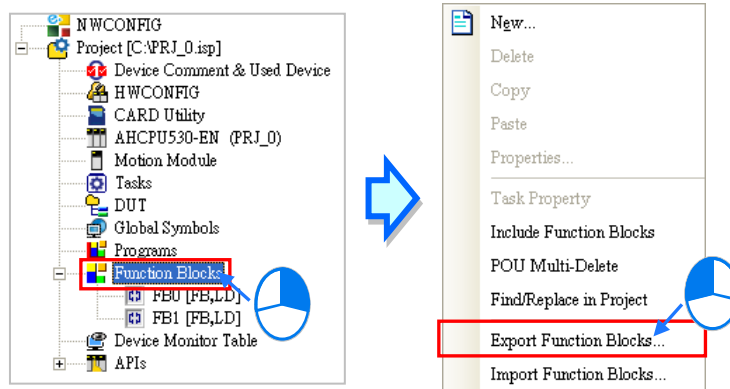 NWCONFIG
Project [C:\PRJ_0.isp]
Device Comment & Used Device
HWCONFIG
CARD Utility
AHCPU530-EN (PRJ_0)
Motion Module
Tasks
DUT
Global Symbols
Programs
Function Blocks
FB0 [FB,LD]
FB1 [FB,LD]
Device Monitor Table
APIs
New...
Delete
Copy
Paste
Properties...
Task Property
Include Function Blocks
POU Multi-Delete
Find/Replace in Project
Export Function Blocks...
Import Function Blocks...